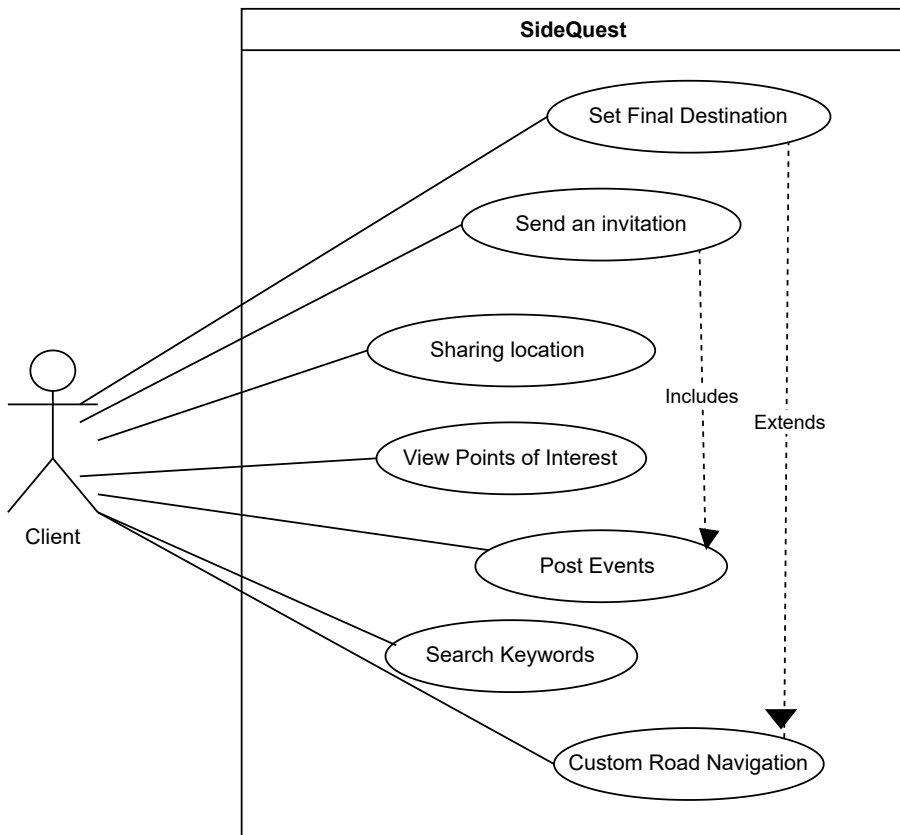 SideQuest
Set Final Destination
Send an invitation
Sharing location
Includes
Extends
View Points of Interest
Client
Post Events
Search Keywords
Custom Road Navigation